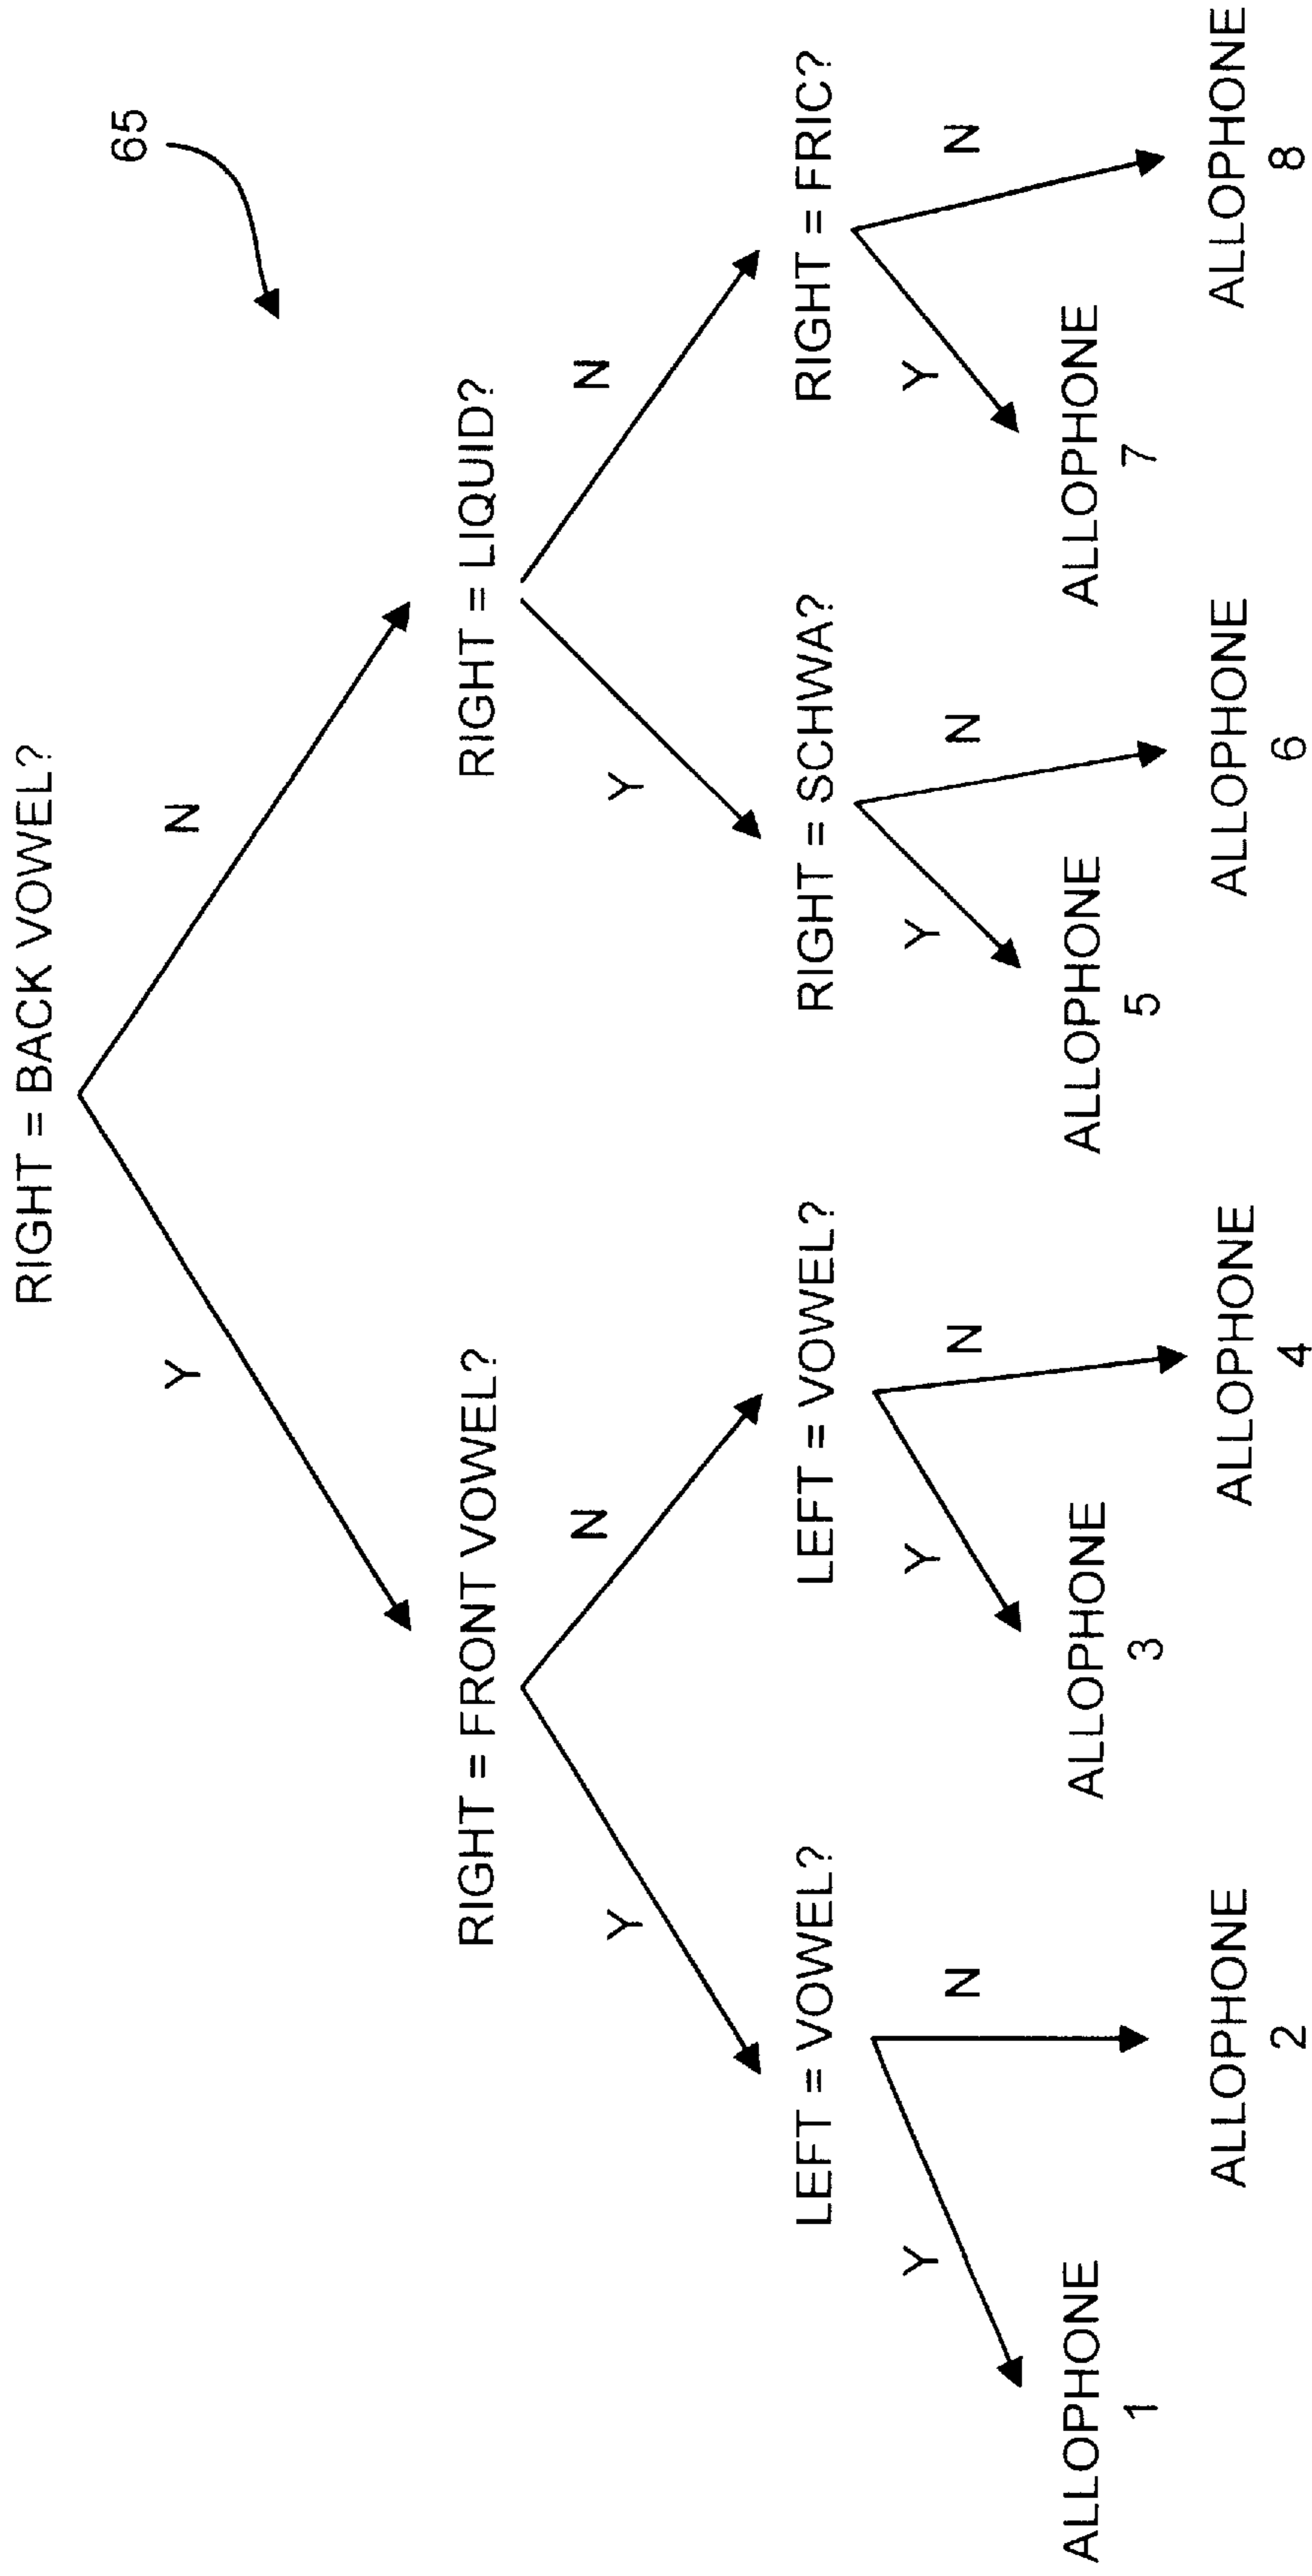 65
RIGHT = BACK VOWEL?
Y
N
RIGHT = FRONT VOWEL?
RIGHT = LIQUID?
Y
N
Y
N
LEFT = VOWEL?
LEFT = VOWEL?
RIGHT = SCHWA?
RIGHT = FRIC?
Y
N
Y
N
Y
N
Y
N
ALLOPHONE
1
ALLOPHONE
2
ALLOPHONE
3
ALLOPHONE
4
ALLOPHONE
5
ALLOPHONE
6
ALLOPHONE
7
ALLOPHONE
8